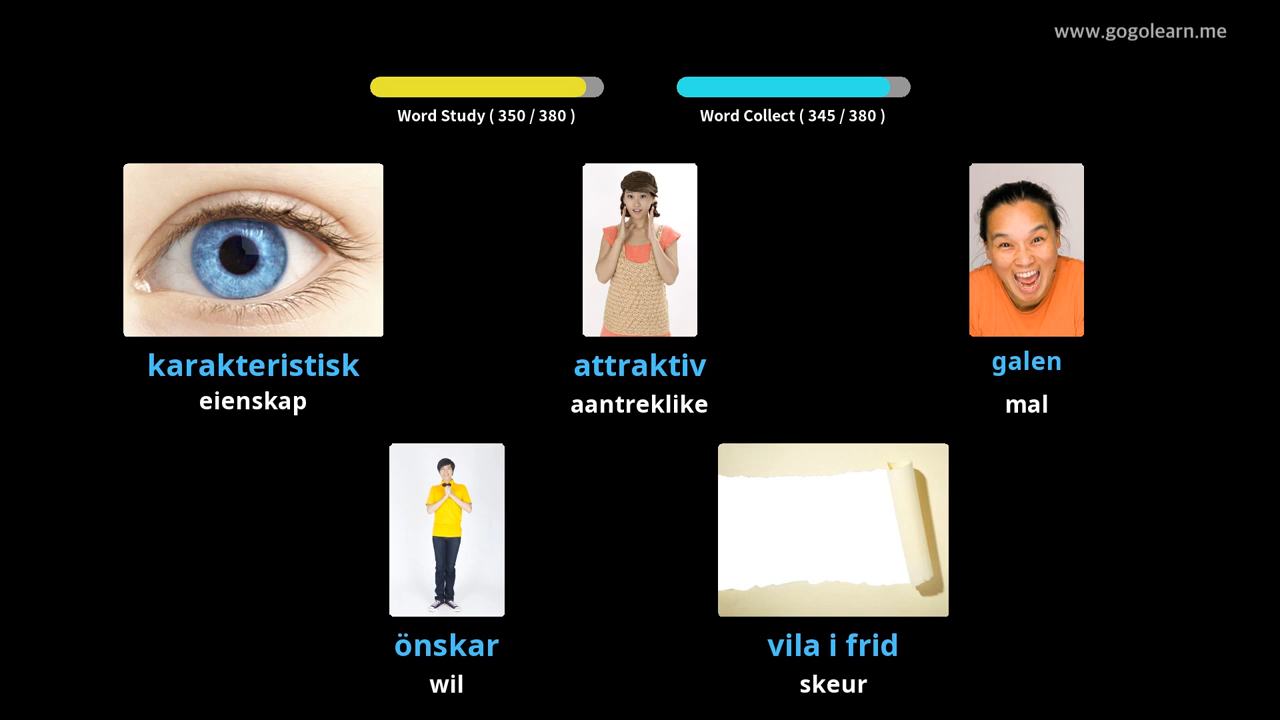 www.gogolearn.me
Word Study ( 350 / 380 )
Word Collect ( 345 / 380 )
karakteristisk
eienskap
attraktiv
aantreklike
galen
mal
önskar
wil
vila i frid
skeur